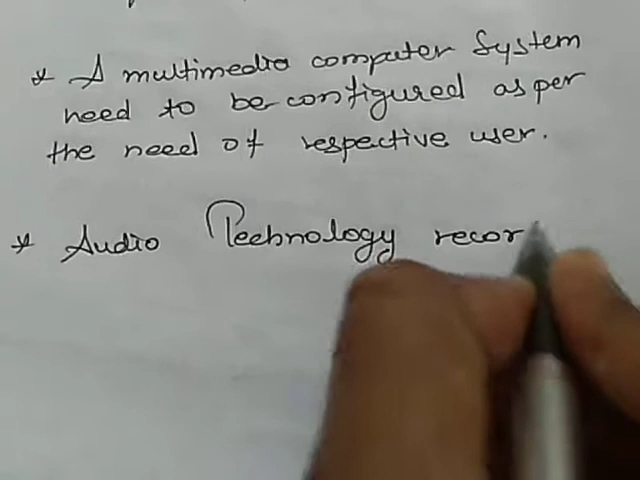 * A multimedia computer System
need to be configured as per
the need of respective user.
* Audio Technology recor